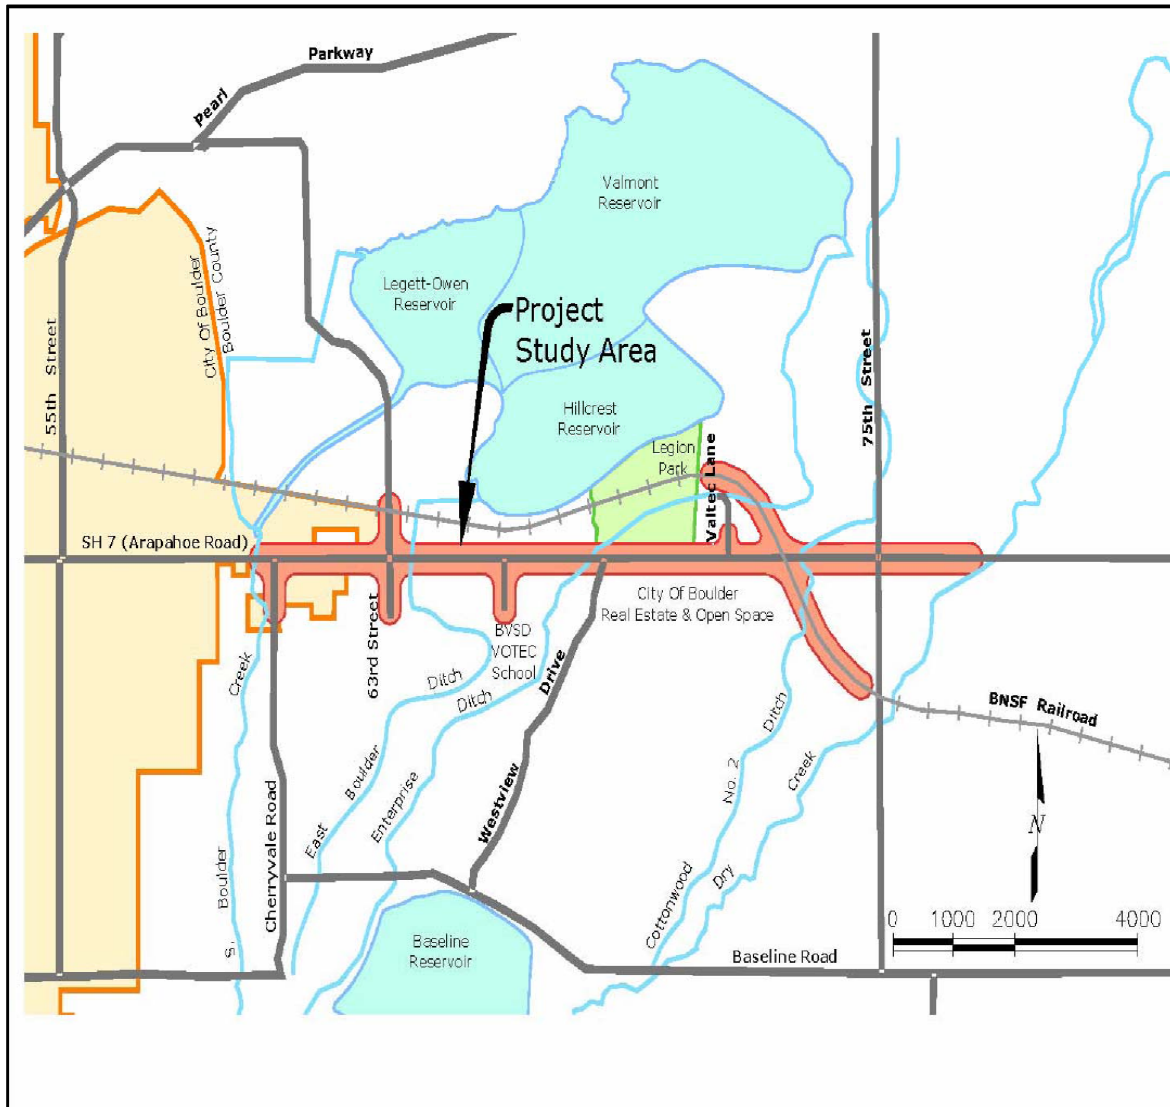 Parkway
Pearl
Valmont
Reservoir
City Of Boulder
Boulder County
Legett-Owen
Reservoir
Project
Study Area
55th Street
75th Street
Hillcrest
Reservoir
Legion
Park
Valtec Lane
SH 7 (Arapahoe Road)
City Of Boulder
Real Estate & Open Space
63rd Street
BVSD
VOTEC
School
Drive
Westview
Ditch
Boulder
East
Ditch
Enterprise
S. Boulder Creek
Cherryvale Road
Cottonwood No. 2 Ditch
Dry Creek
BNSF Railroad
N
0 1000 2000 4000
Baseline
Reservoir
Baseline Road